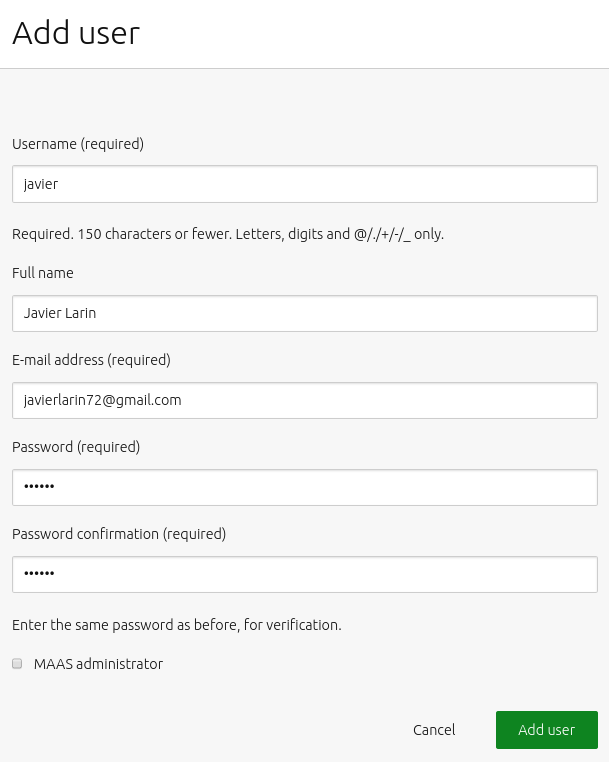 Add user
Username (required)
javier
Required. 150 characters or fewer. Letters, digits and @/./+/-/_ only.
Full name
Javier Larin
E-mail address (required)
javierlarin72@gmail.com
Password (required)
••••••
Password confirmation (required)
••••••
Enter the same password as before, for verification.
MAAS administrator
Cancel
Add user